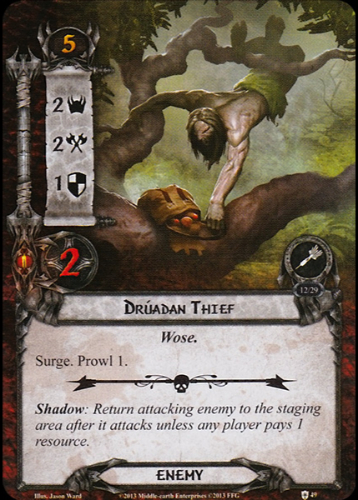 5
2
2
1
2
12/29
Drúadan Thief
Wose.
Surge. Prowl 1.
Shadow: Return attacking enemy to the staging
area after it attacks unless any player pays 1
resource.
ENEMY
Illus. Jason Ward ©2013 Middle-earth Enterprises ©2013 FFG 49